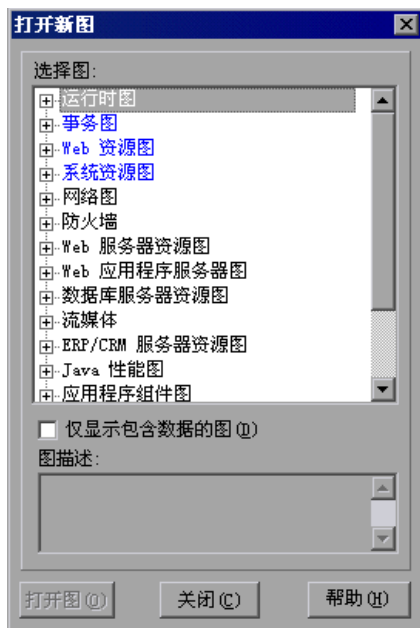 打开新图
选择图:
运行时图
事务图
Web 资源图
系统资源图
网络图
防火墙
Web 服务器资源图
Web 应用程序服务器图
数据库服务器资源图
流媒体
ERP/CRM 服务器资源图
Java 性能图
应用程序组件图
仅显示包含数据的图(D)
图描述:
打开图(O) 关闭(C) 帮助(H)